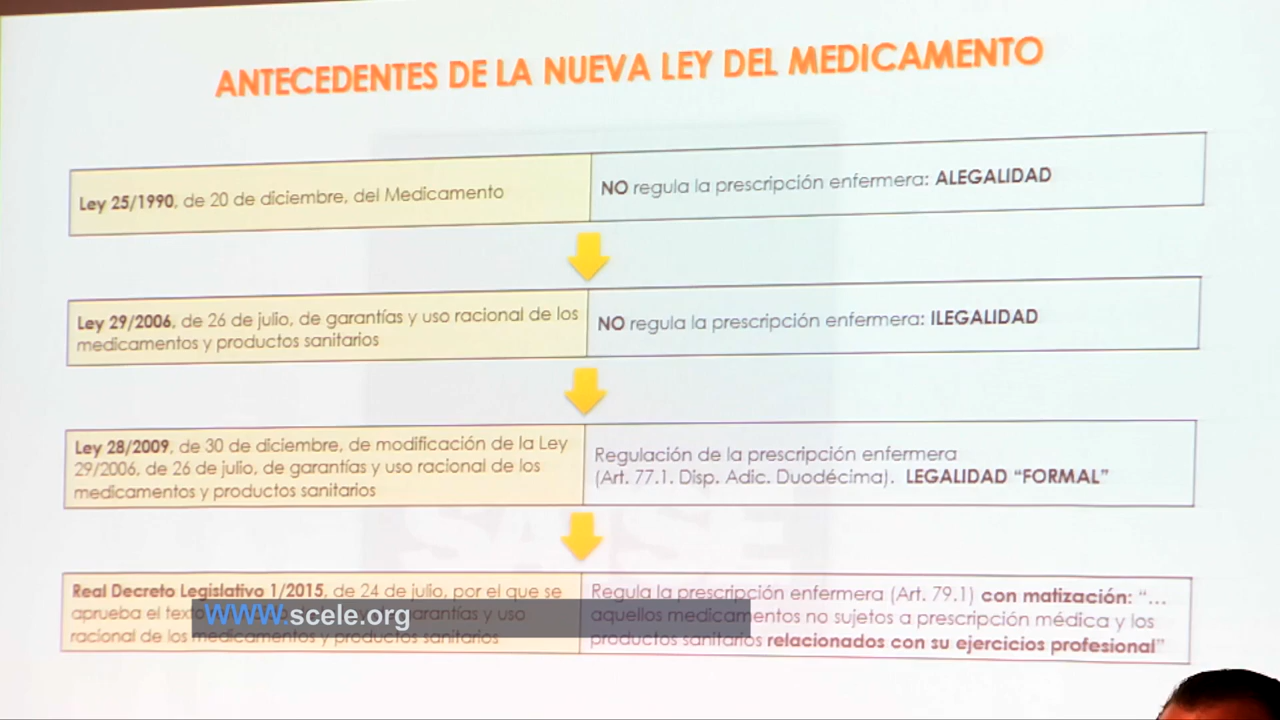 ANTECEDENTES DE LA NUEVA LEY DEL MEDICAMENTO
Ley 25/1990, de 20 de diciembre, del Medicamento
NO regula la prescripción enfermera: ALEGALIDAD
Ley 29/2006, de 26 de julio, de garantías y uso racional de los
medicamentos y productos sanitarios
NO regula la prescripción enfermera: ILEGALIDAD
Ley 28/2009, de 30 de diciembre, de modificación de la Ley
29/2006, de 26 de julio, de garantías y uso racional de los
medicamentos y productos sanitarios
Regulación de la prescripción enfermera
(Art. 77.1. Disp. Adic. Duodécima). LEGALIDAD “FORMAL”
Real Decreto Legislativo 1/2015, de 24 de julio, por el que se
aprueba el garantías y uso
racional de los medicamentos y productos sanitarios
Regula la prescripción enfermera (Art. 79.1) con matización: “...
aquellos medicamentos no sujetos a prescripción médica y los
productos sanitarios relacionados con su ejercicios profesional”
www.scele.org
SATSE